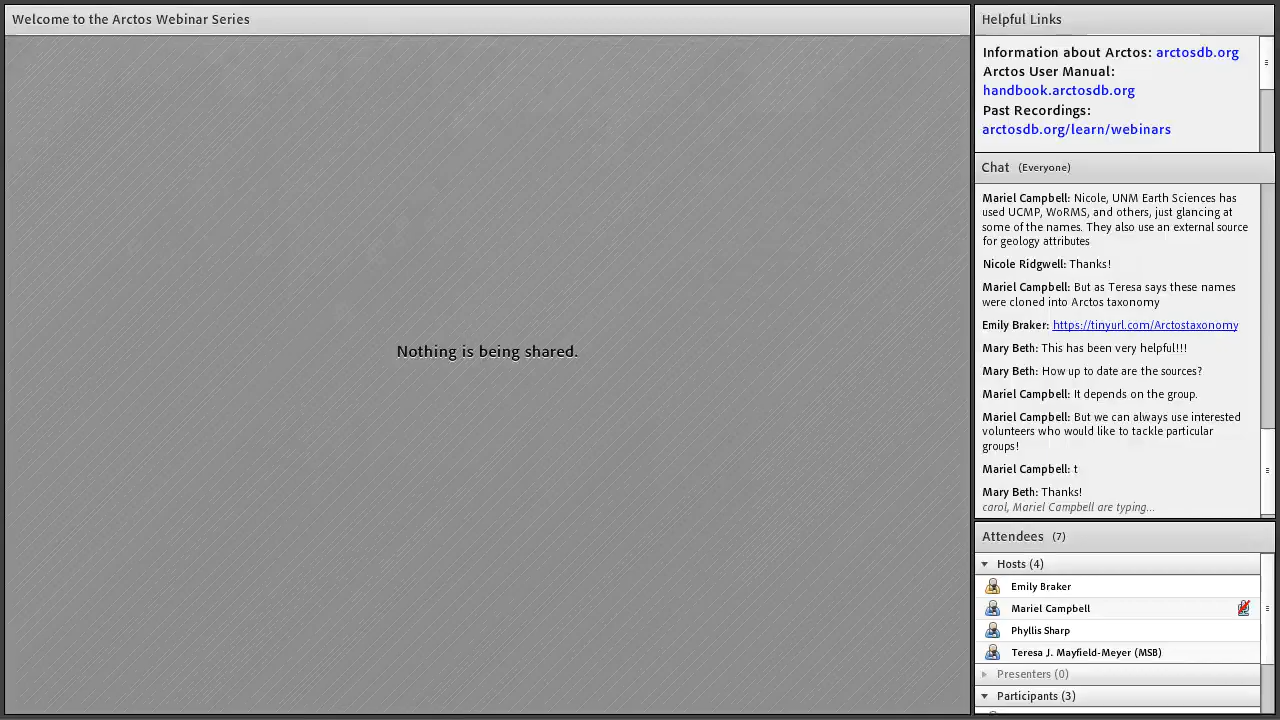 Welcome to the Arctos Webinar Series
Nothing is being shared.
Helpful Links
Information about Arctos: arctosdb.org
Arctos User Manual:
handbook.arctosdb.org
Past Recordings:
arctosdb.org/learn/webinars
Chat (Everyone)
Mariel Campbell: Nicole, UNM Earth Sciences has
used UCMP, WoRMS, and others, just glancing at
some of the names. They also use an external source
for geology attributes
Nicole Ridgwell: Thanks!
Mariel Campbell: But as Teresa says these names
were cloned into Arctos taxonomy
Emily Braker: https://tinyurl.com/Arctostaxonomy
Mary Beth: This has been very helpful!!!
Mary Beth: How up to date are the sources?
Mariel Campbell: It depends on the group.
Mariel Campbell: But we can always use interested
volunteers who would like to tackle particular
groups!
Mariel Campbell: t
Mary Beth: Thanks!
carol, Mariel Campbell are typing...
Attendees (7)
Hosts (4)
Emily Braker
Mariel Campbell
Phyllis Sharp
Teresa J. Mayfield-Meyer (MSB)
Presenters (0)
Participants (3)